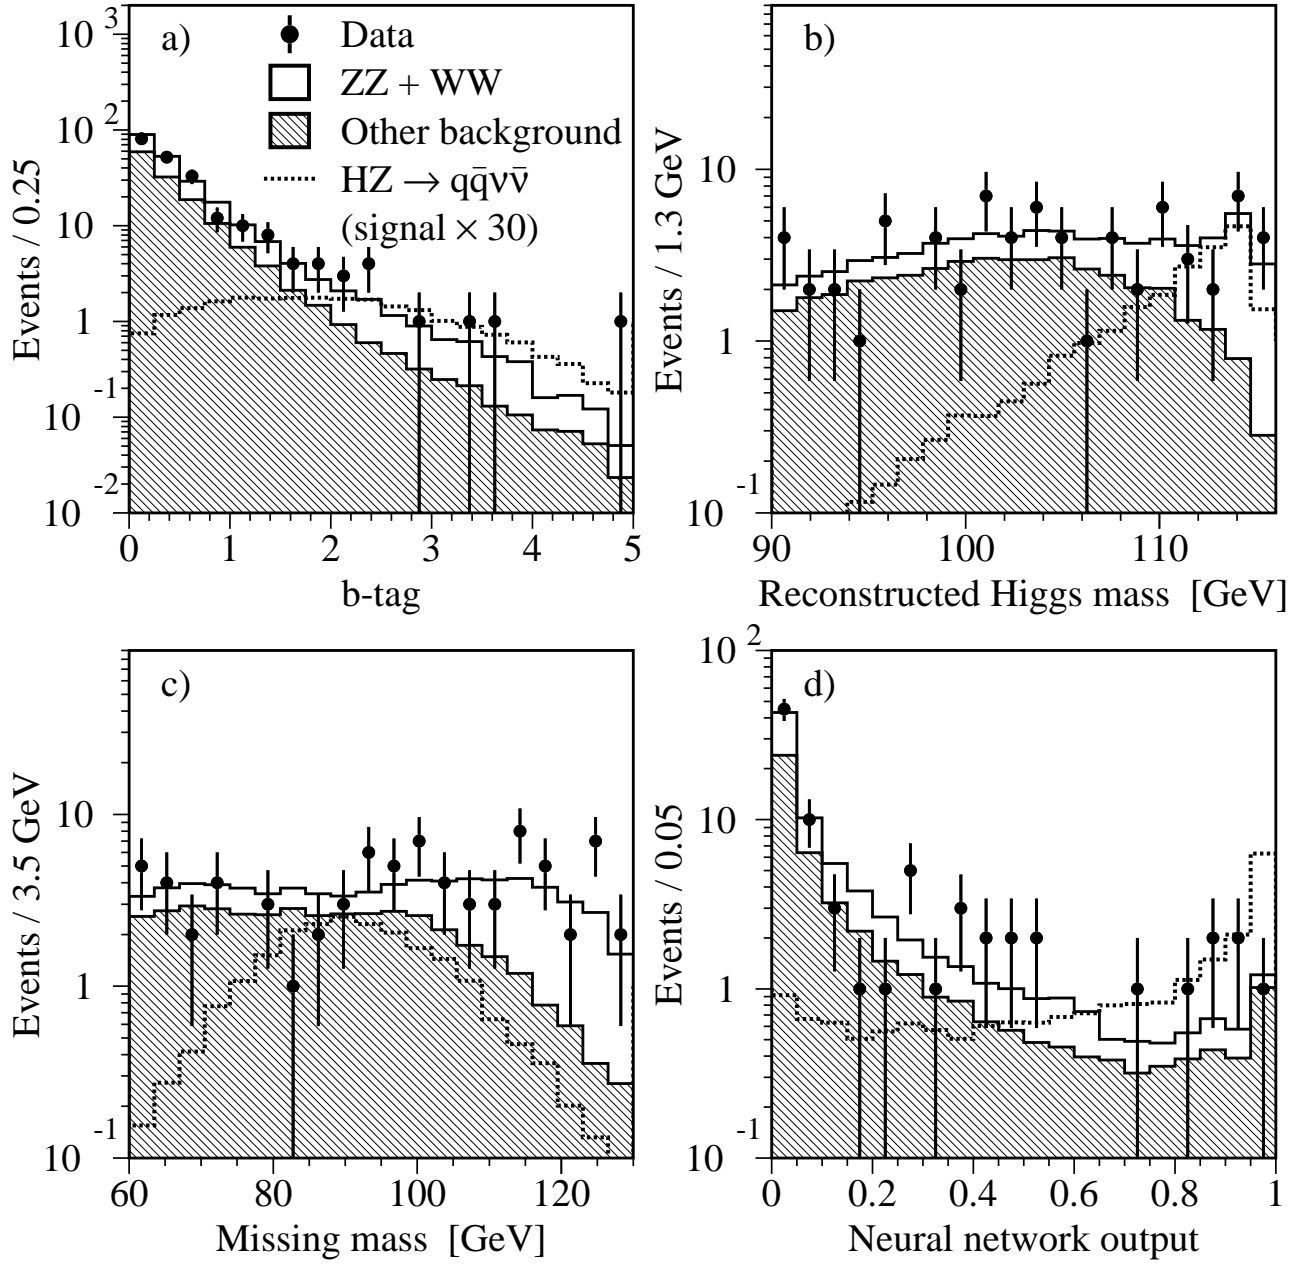 a)
Data
ZZ + WW
Other background
HZ → qq̄νν̄
(signal × 30)
Events / 0.25
10 3
10 2
10
1
10 -1
10 -2
0 1 2 3 4 5
b-tag
b)
Events / 1.3 GeV
10
1
10 -1
90 100 110
Reconstructed Higgs mass [GeV]
c)
Events / 3.5 GeV
10
1
10 -1
60 80 100 120
Missing mass [GeV]
d)
Events / 0.05
10 2
10
1
10 -1
0 0.2 0.4 0.6 0.8 1
Neural network output